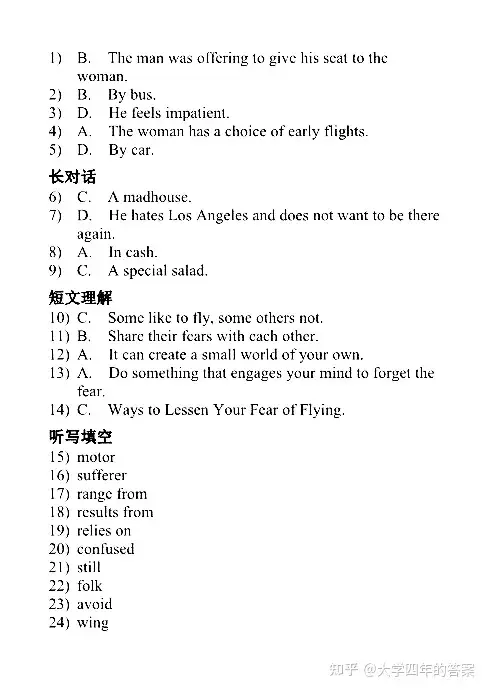 1) B. The man was offering to give his seat to the
woman.
2) B. By bus.
3) D. He feels impatient.
4) A. The woman has a choice of early flights.
5) D. By car.
长对话
6) C. A madhouse.
7) D. He hates Los Angeles and does not want to be there
again.
8) A. In cash.
9) C. A special salad.
短文理解
10) C. Some like to fly, some others not.
11) B. Share their fears with each other.
12) A. It can create a small world of your own.
13) A. Do something that engages your mind to forget the
fear.
14) C. Ways to Lessen Your Fear of Flying.
听写填空
15) motor
16) sufferer
17) range from
18) results from
19) relies on
20) confused
21) still
22) folk
23) avoid
24) wing
知乎 @大学四年的答案